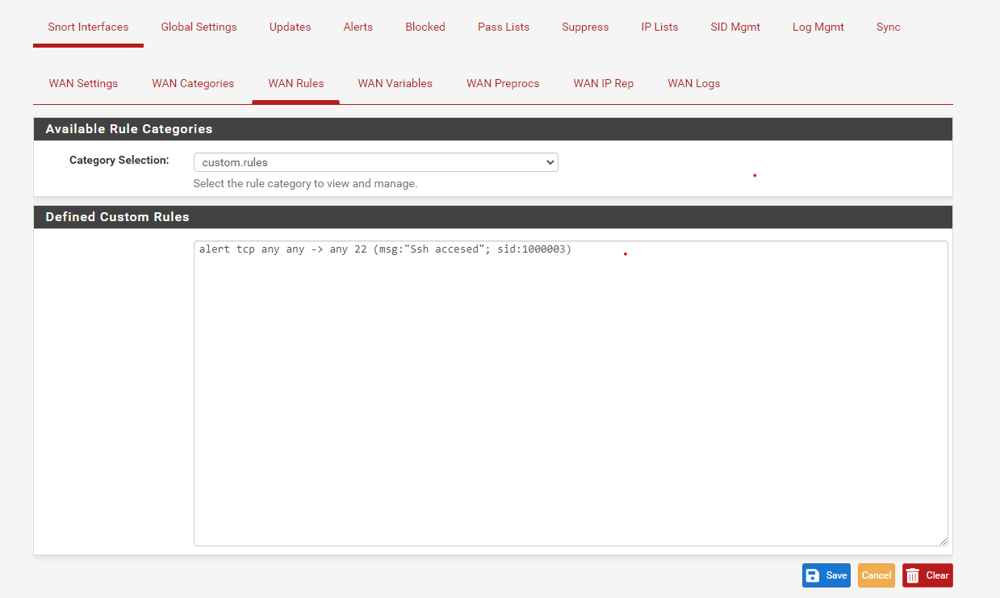 Snort Interfaces Global Settings Updates Alerts Blocked Pass Lists Suppress IP Lists SID Mgmt Log Mgmt Sync
WAN Settings WAN Categories WAN Rules WAN Variables WAN Preprocs WAN IP Rep WAN Logs
Available Rule Categories
Category Selection: custom.rules
Select the rule category to view and manage.
Defined Custom Rules
alert tcp any any -> any 22 (msg:"Ssh accesed"; sid:1000003)
Save Cancel Clear